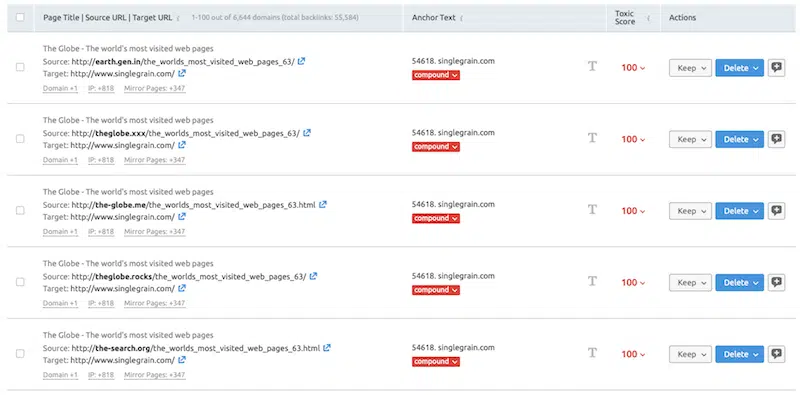 Page Title | Source URL | Target URL 1-100 out of 6,644 domains (total backlinks: 55,584) Anchor Text Toxic Score Actions
The Globe - The world's most visited web pages
Source: http://earth.gen.in/the_worlds_most_visited_web_pages_63/ 54618. singlegrain.com T 100 Keep Delete
Target: http://www.singlegrain.com/ compound
Domain +1 IP: +818 Mirror Pages: +347
The Globe - The world's most visited web pages
Source: http://theglobe.xxx/the_worlds_most_visited_web_pages_63/ 54618. singlegrain.com T 100 Keep Delete
Target: http://www.singlegrain.com/ compound
Domain +1 IP: +818 Mirror Pages: +347
The Globe - The world's most visited web pages
Source: http://the-globe.me/the_worlds_most_visited_web_pages_63.html 54618. singlegrain.com T 100 Keep Delete
Target: http://www.singlegrain.com/ compound
Domain +1 IP: +818 Mirror Pages: +347
The Globe - The world's most visited web pages
Source: http://theglobe.rocks/the_worlds_most_visited_web_pages_63/ 54618. singlegrain.com T 100 Keep Delete
Target: http://www.singlegrain.com/ compound
Domain +1 IP: +818 Mirror Pages: +347
The Globe - The world's most visited web pages
Source: http://the-search.org/the_worlds_most_visited_web_pages_63.html 54618. singlegrain.com T 100 Keep Delete
Target: http://www.singlegrain.com/ compound
Domain +1 IP: +818 Mirror Pages: +347